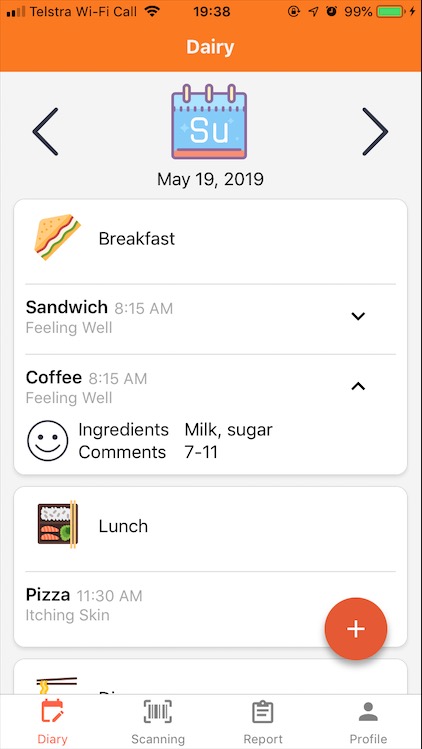 Telstra Wi-Fi Call 19:38 99%
Dairy
Su
May 19, 2019
Breakfast
Sandwich 8:15 AM
Feeling Well
Coffee 8:15 AM
Feeling Well
Ingredients Milk, sugar
Comments 7-11
Lunch
Pizza 11:30 AM
Itching Skin
Diary Scanning Report Profile